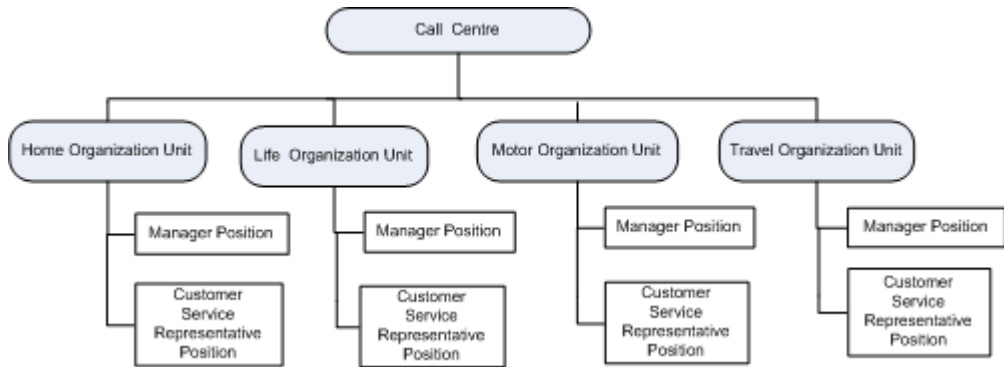 Call Centre
Home Organization Unit
Life Organization Unit
Motor Organization Unit
Travel Organization Unit
Manager Position
Manager Position
Manager Position
Manager Position
Customer
Service
Representative
Position
Customer
Service
Representative
Position
Customer
Service
Representative
Position
Customer
Service
Representative
Position